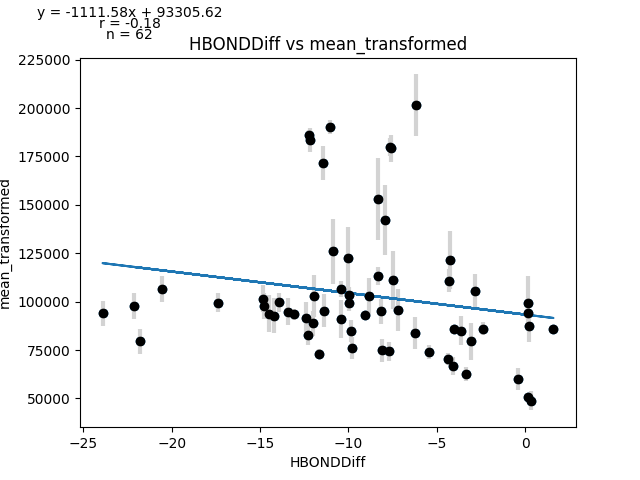 y = -1111.58x + 93305.62
r = -0.18
n = 62
HBONDDiff vs mean_transformed
225000
200000
175000
150000
125000
100000
75000
50000
mean_transformed
−25 −20 −15 −10 −5 0
HBONDDiff